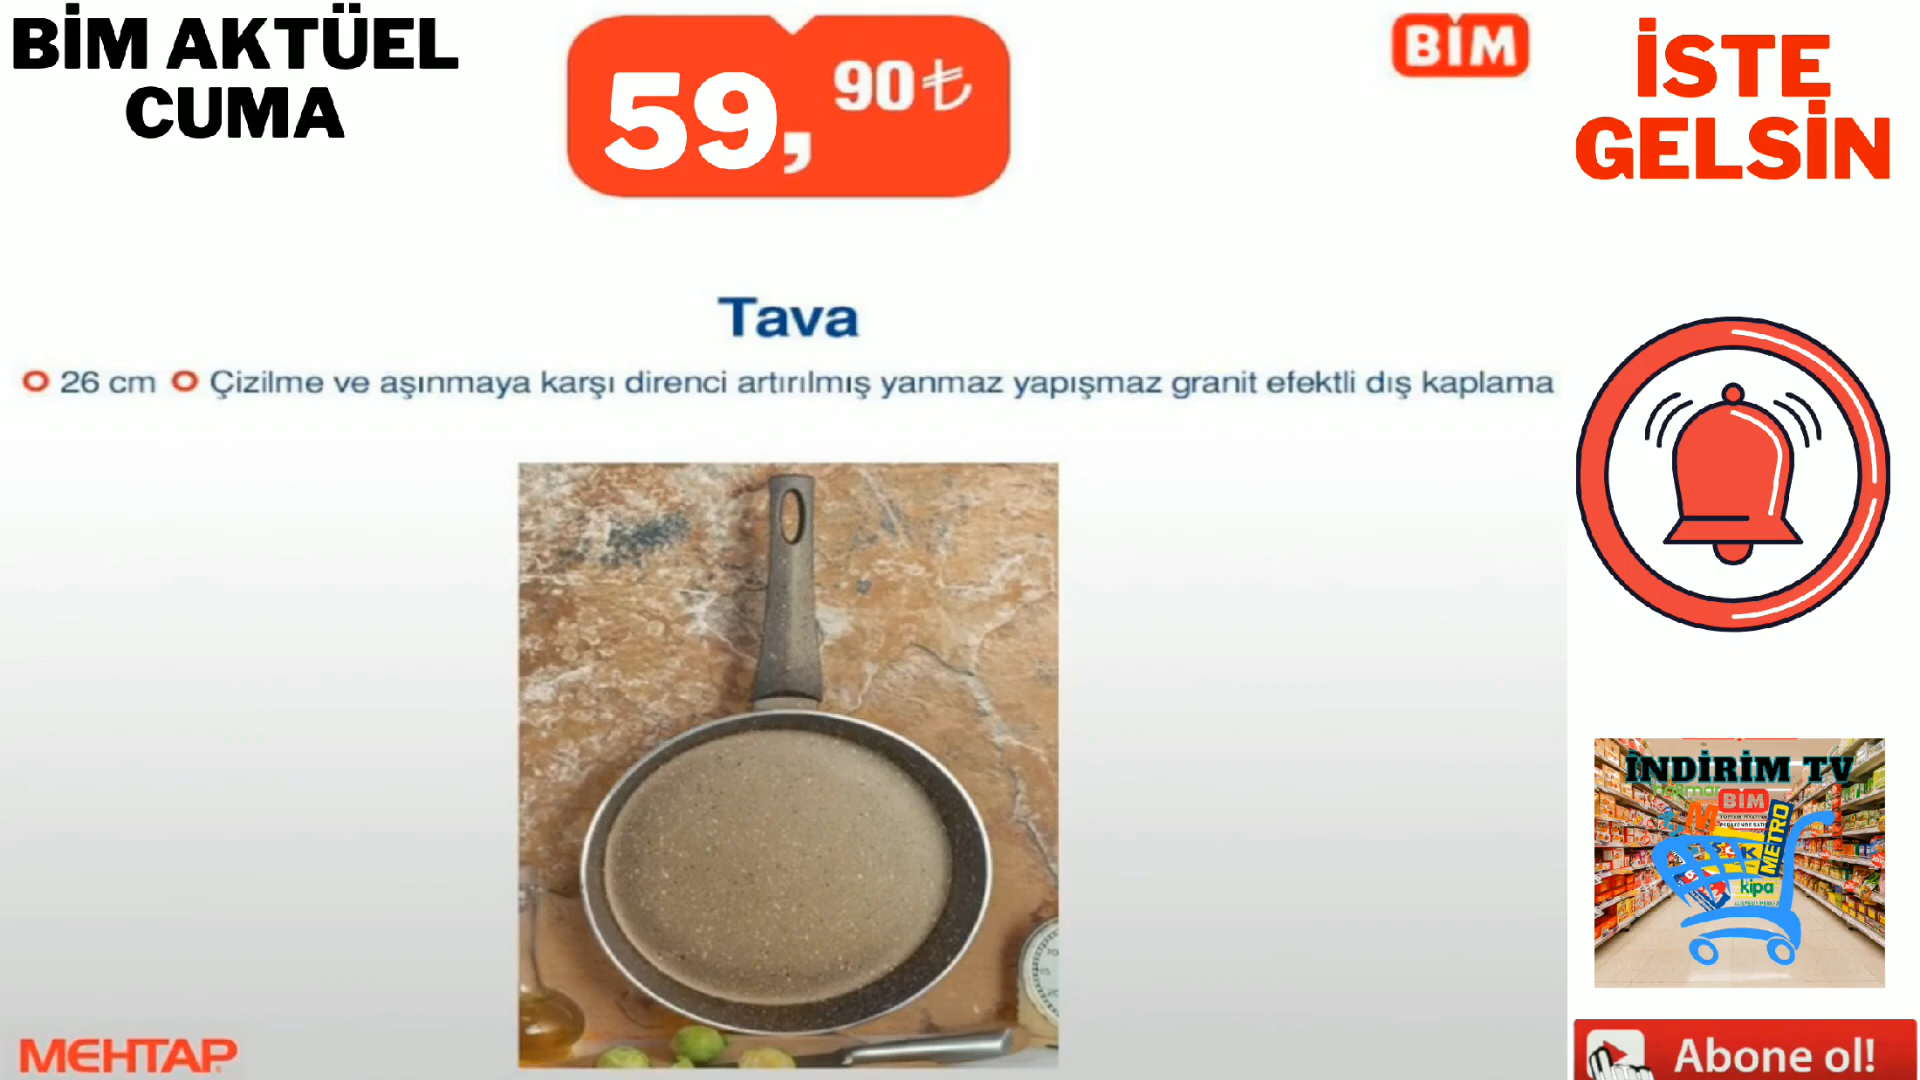 BİM AKTÜEL
CUMA
59,90₺
BİM
İSTE
GELSİN
Tava
26 cm Çizilme ve aşınmaya karşı direnci artırılmış yanmaz yapışmaz granit efektli dış kaplama
İNDİRİM TV
BİM
METRO
kipa
MEHTAP
Abone ol!